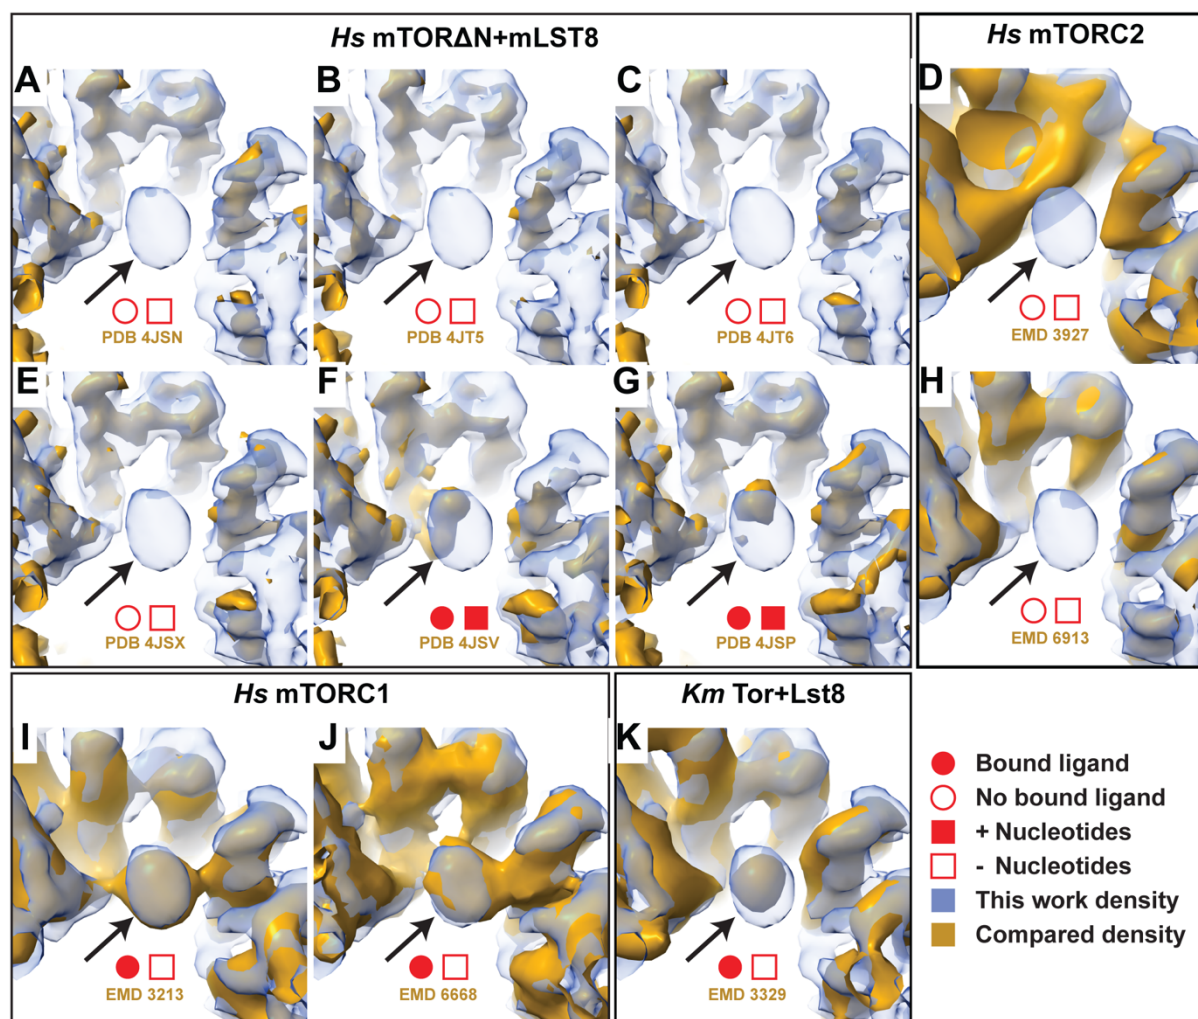 Hs mTORΔN+mLST8
Hs mTORC2
A
B
C
D
PDB 4JSN
PDB 4JT5
PDB 4JT6
EMD 3927
E
F
G
H
PDB 4JSX
PDB 4JSV
PDB 4JSP
EMD 6913
Hs mTORC1
Km Tor+Lst8
I
J
K
EMD 3213
EMD 6668
EMD 3329
Bound ligand
No bound ligand
+ Nucleotides
- Nucleotides
This work density
Compared density